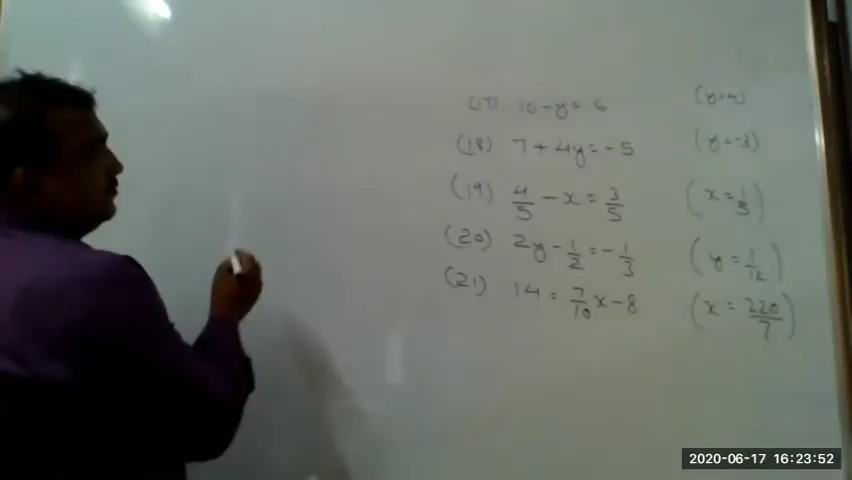 (17) 10 - y = 6 (y=4)
(18) 7 + 4y = -5 (y=-3)
(19) 4/5 - x = 3/5 (x = 1/5)
(20) 2y - 1/2 = -1/3 (y = 1/12)
(21) 14 = 7/10 x - 8 (x = 220/7)
2020-06-17 16:23:52